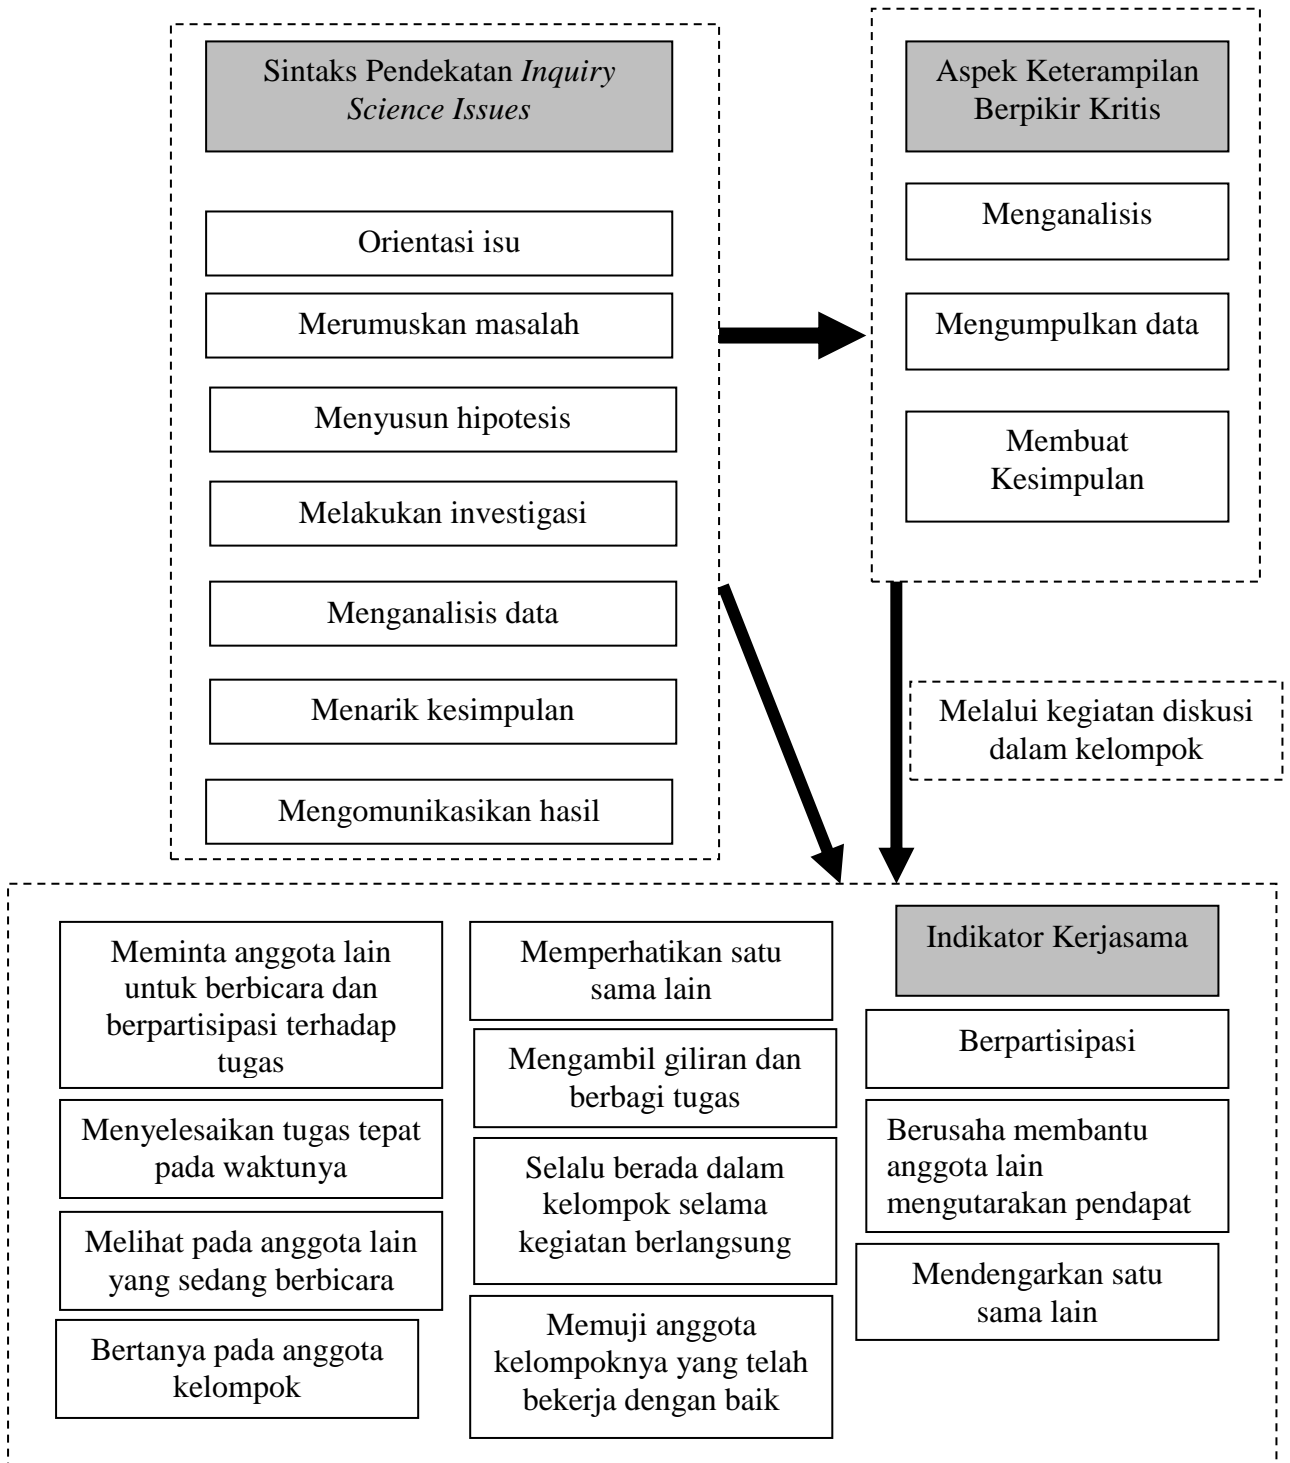 Sintaks Pendekatan Inquiry
Science Issues
Orientasi isu
Merumuskan masalah
Menyusun hipotesis
Melakukan investigasi
Menganalisis data
Menarik kesimpulan
Mengomunikasikan hasil
Aspek Keterampilan
Berpikir Kritis
Menganalisis
Mengumpulkan data
Membuat
Kesimpulan
Melalui kegiatan diskusi
dalam kelompok
Meminta anggota lain
untuk berbicara dan
berpartisipasi terhadap
tugas
Menyelesaikan tugas tepat
pada waktunya
Melihat pada anggota lain
yang sedang berbicara
Bertanya pada anggota
kelompok
Memperhatikan satu
sama lain
Mengambil giliran dan
berbagi tugas
Selalu berada dalam
kelompok selama
kegiatan berlangsung
Memuji anggota
kelompoknya yang telah
bekerja dengan baik
Indikator Kerjasama
Berpartisipasi
Berusaha membantu
anggota lain
mengutarakan pendapat
Mendengarkan satu
sama lain